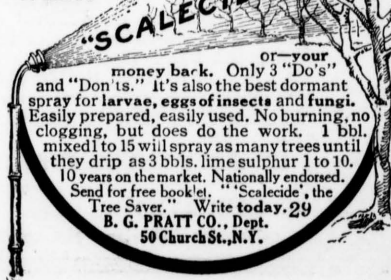 "SCALECIDE
or—your
money back. Only 3 "Do's"
and "Don'ts." It's also the best dormant
spray for larvae, eggs of insects and fungi.
Easily prepared, easily used. No burning, no
clogging, but does do the work. 1 bbl.
mixed 1 to 15 will spray as many trees until
they drip as 3 bbls. lime sulphur 1 to 10.
10 years on the market. Nationally endorsed.
Send for free booklet. "'Scalecide', the
Tree Saver." Write today. 29
B. G. PRATT CO., Dept.
50 Church St., N.Y.